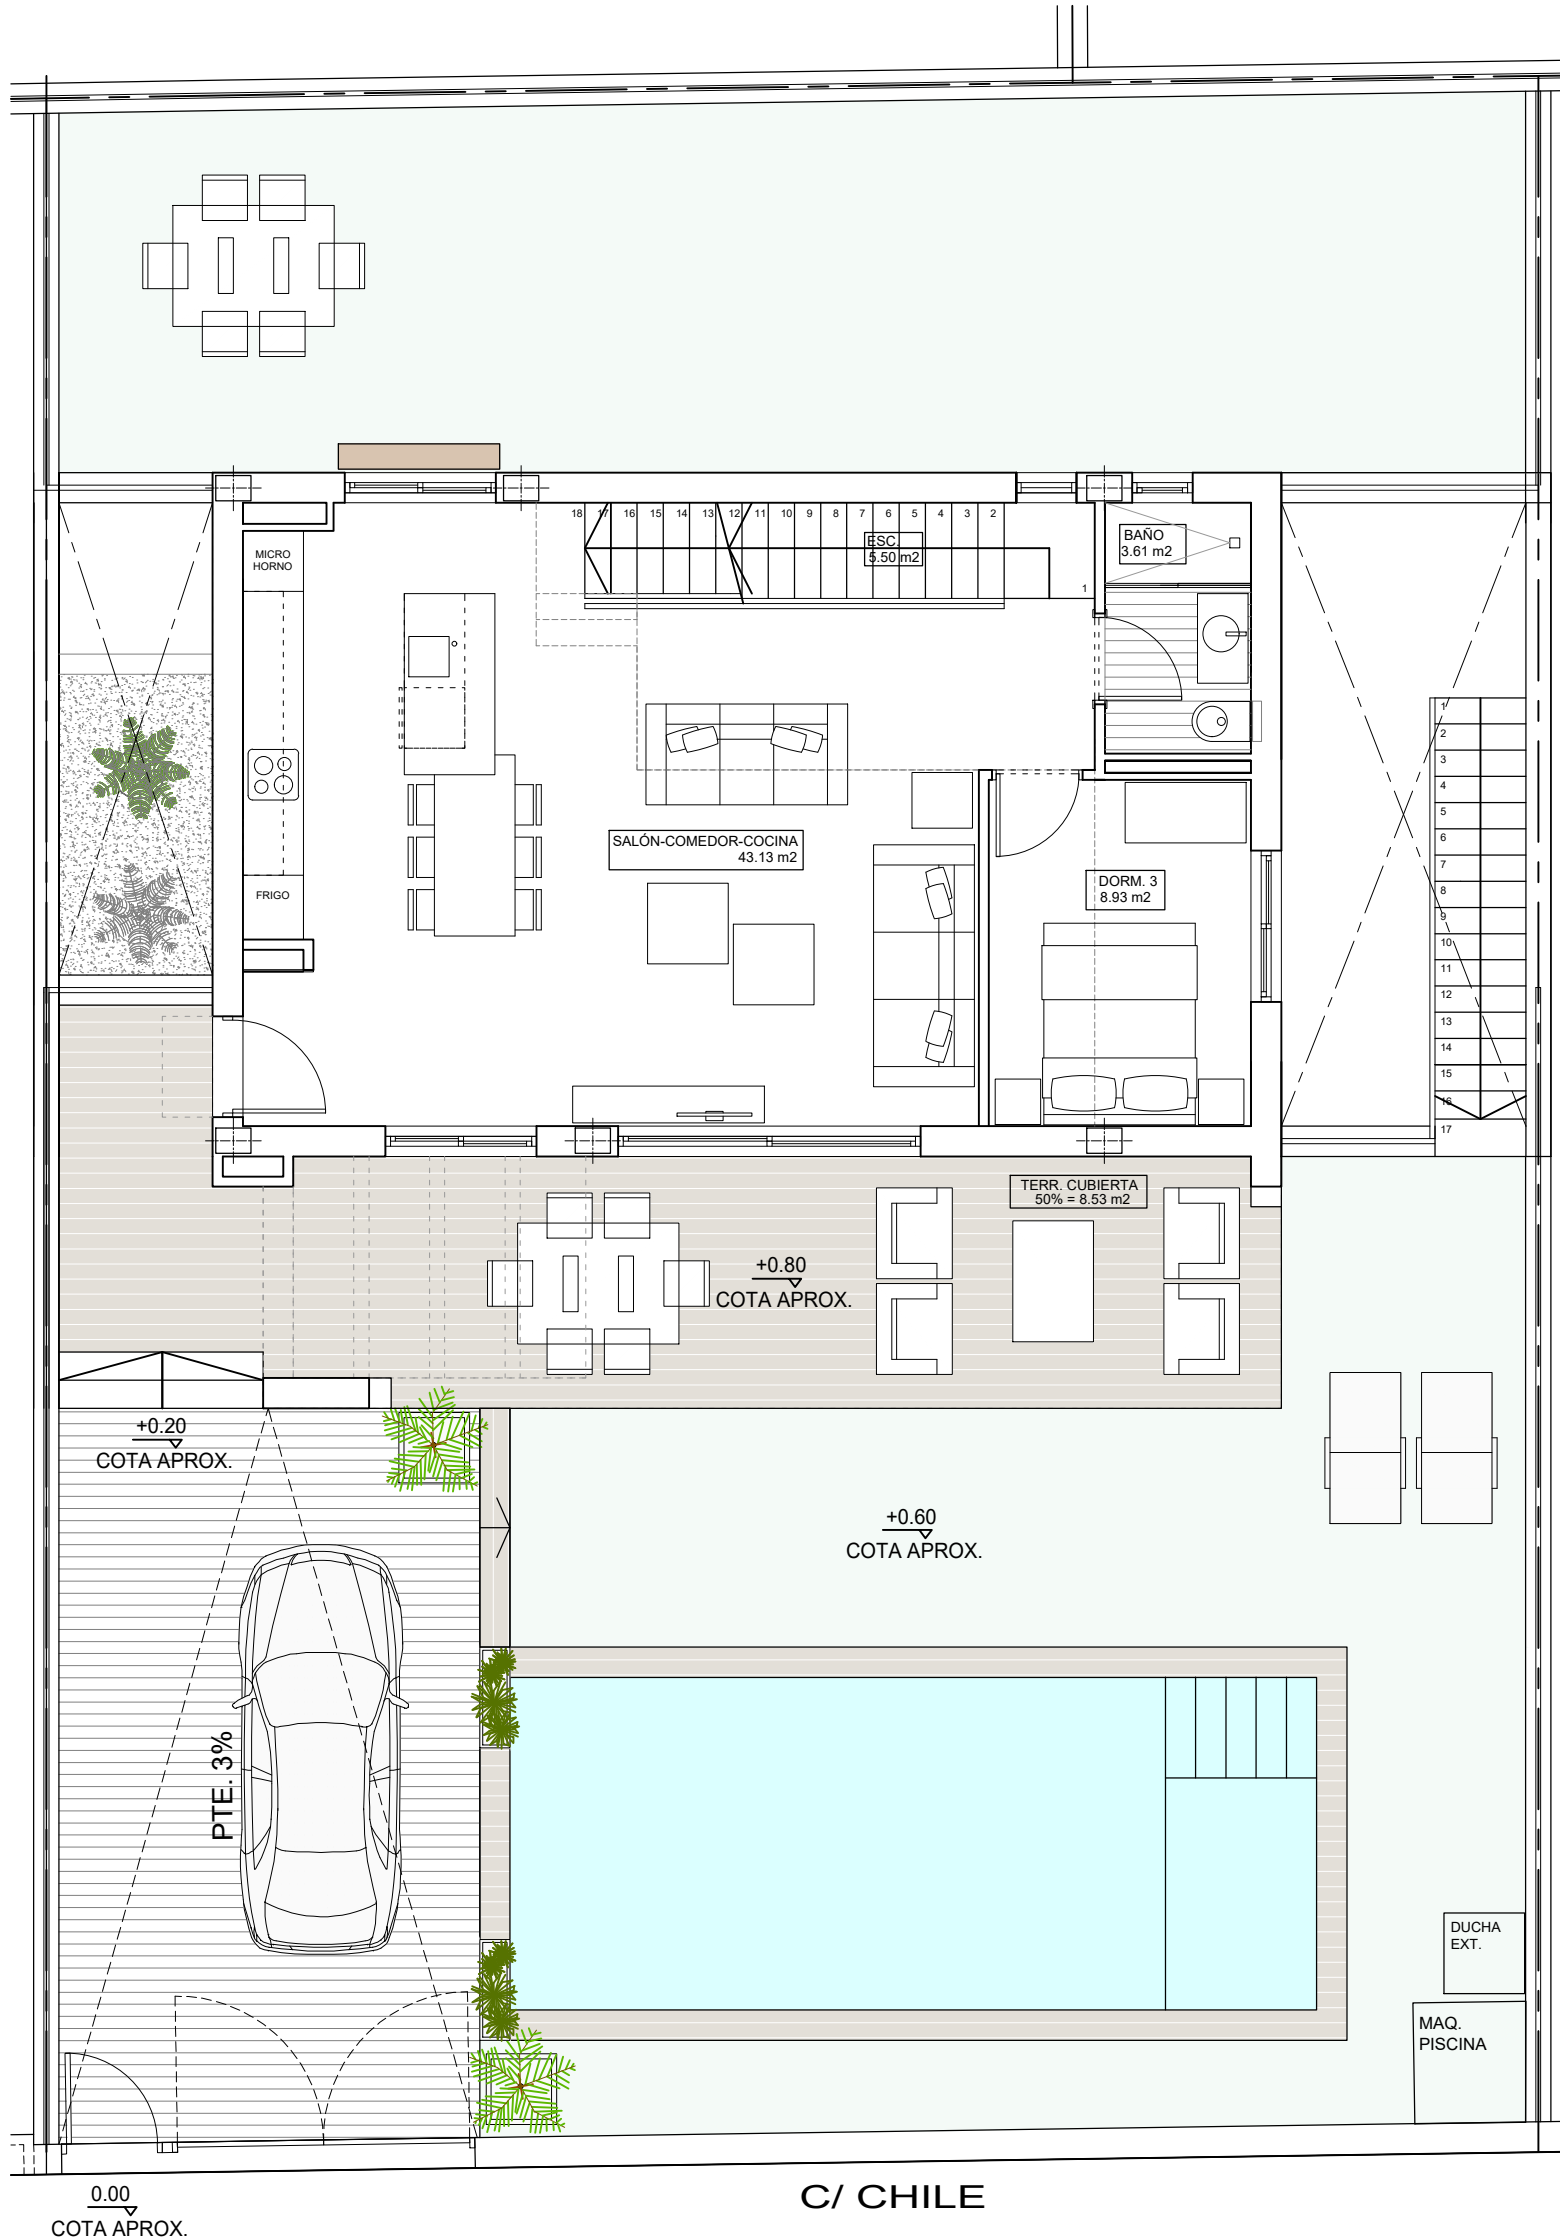 MICRO
HORNO
18 17 16 15 14 13 12 11 10 9 8 7 6 5 4 3 2
1
ESC.
5.50 m2
BAÑO
3.61 m2
SALÓN-COMEDOR-COCINA
43.13 m2
FRIGO
DORM. 3
8.93 m2
1
2
3
4
5
6
7
8
9
10
11
12
13
14
15
16
17
TERR. CUBIERTA
50% = 8.53 m2
+0.80
COTA APROX.
+0.20
COTA APROX.
+0.60
COTA APROX.
PTE. 3%
DUCHA
EXT.
MAQ.
PISCINA
0.00
COTA APROX.
C/ CHILE